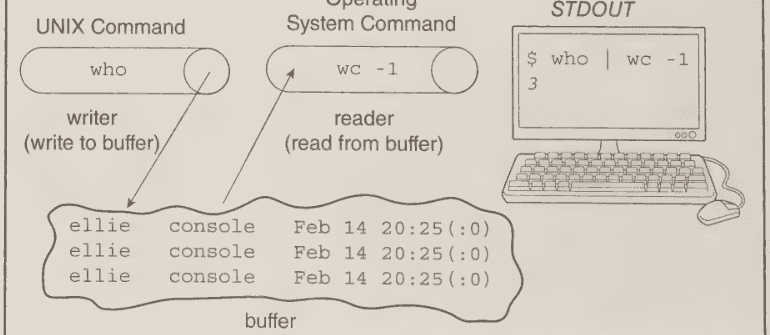 Operating
UNIX Command
System Command
STDOUT
who
wc -1
$ who | wc -1
3
writer
(write to buffer)
reader
(read from buffer)
ellie console Feb 14 20:25(:0)
ellie console Feb 14 20:25(:0)
ellie console Feb 14 20:25(:0)
buffer